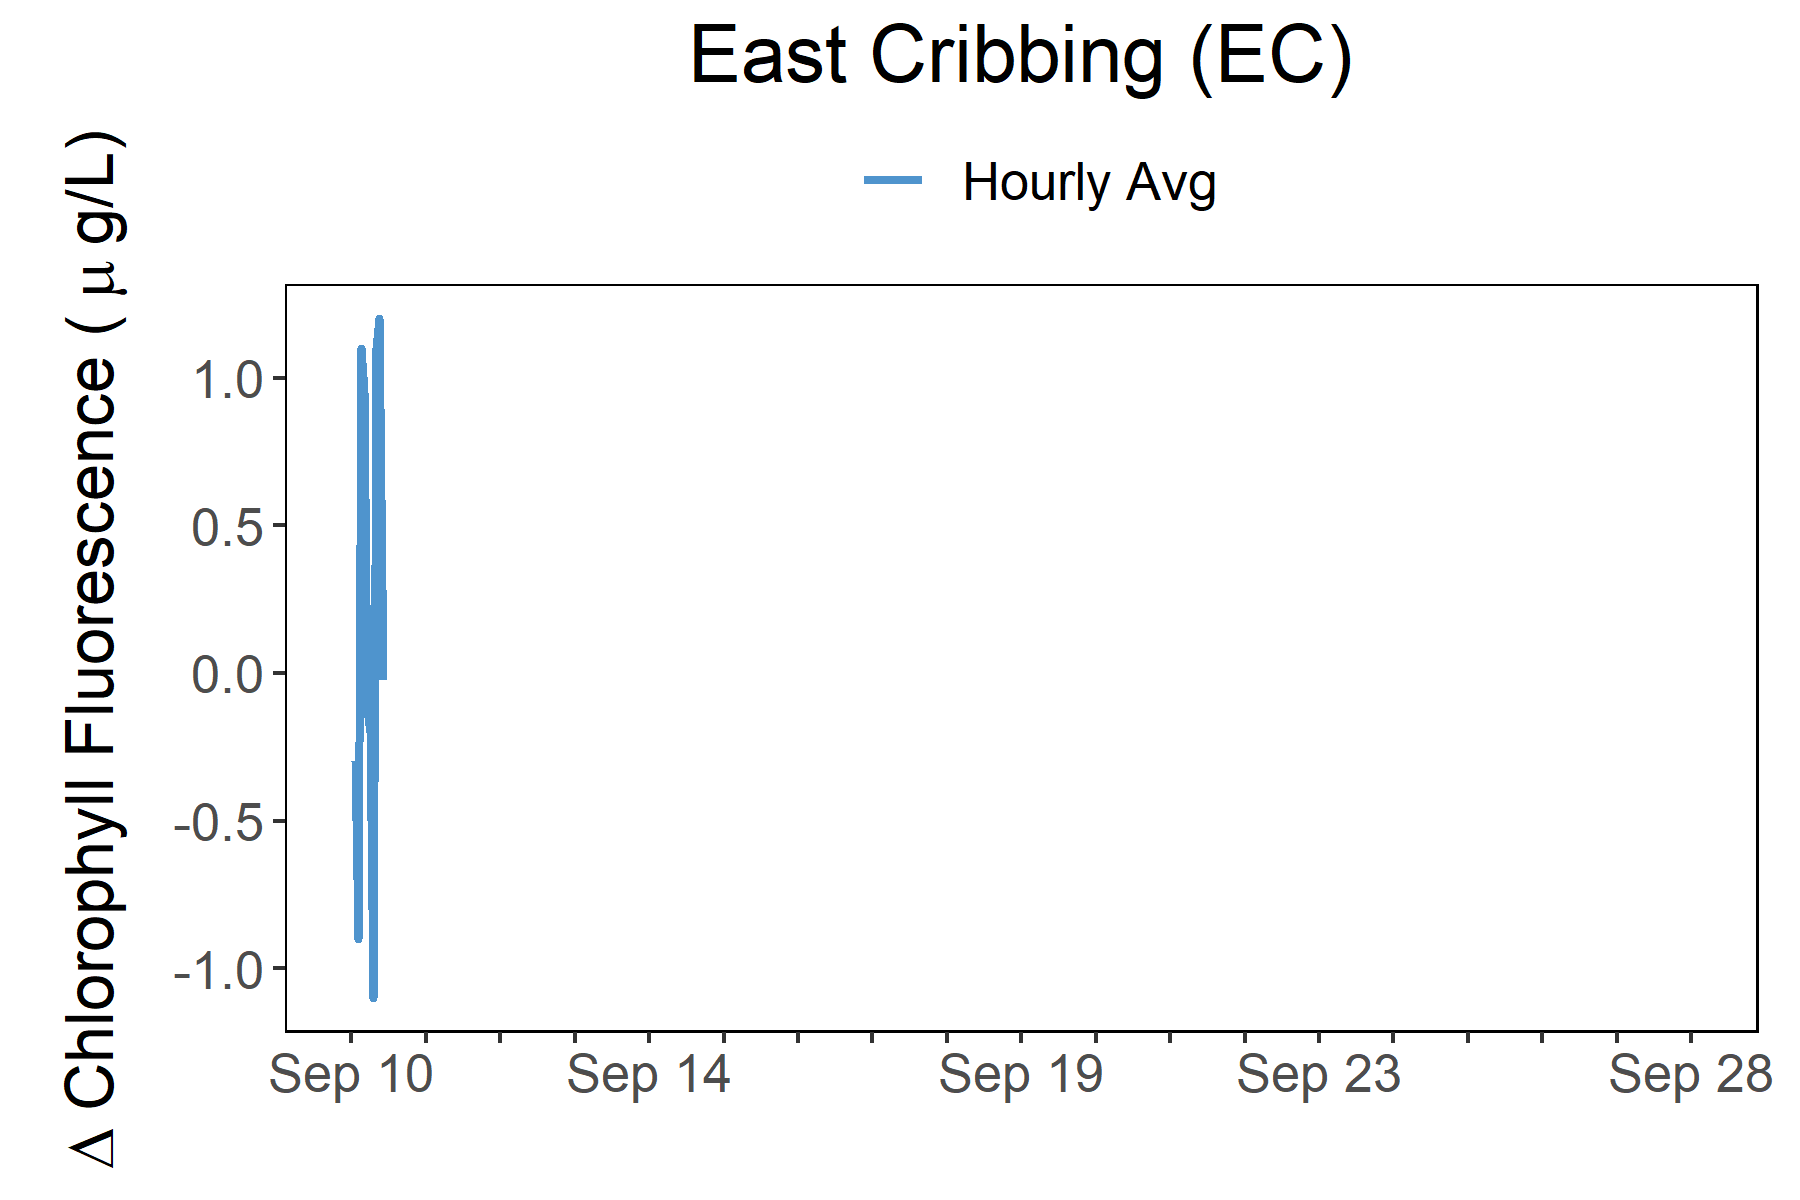 East Cribbing (EC)
Hourly Avg
Δ Chlorophyll Fluorescence ( μ g/L)
1.0
0.5
0.0
-0.5
-1.0
Sep 10 Sep 14 Sep 19 Sep 23 Sep 28